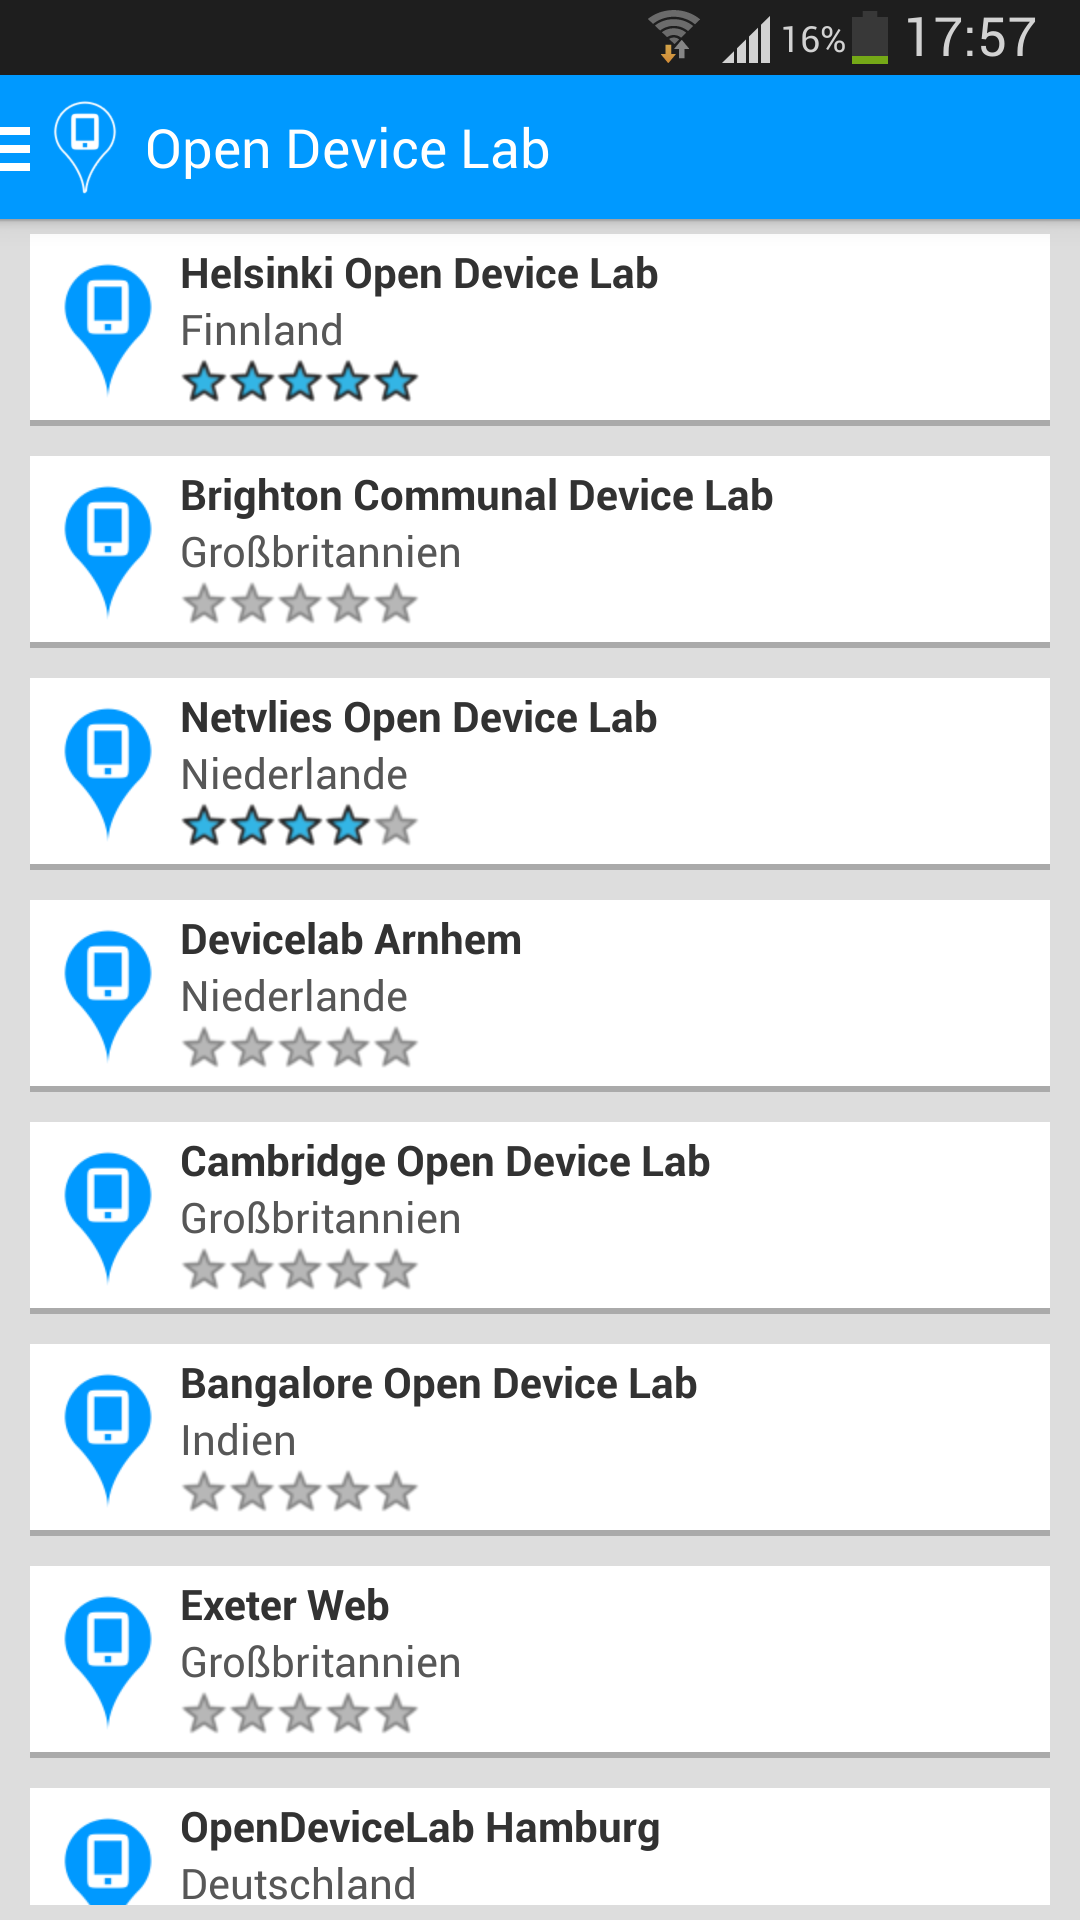 16% 17:57
Open Device Lab
Helsinki Open Device Lab
Finnland
Brighton Communal Device Lab
Großbritannien
Netvlies Open Device Lab
Niederlande
Devicelab Arnhem
Niederlande
Cambridge Open Device Lab
Großbritannien
Bangalore Open Device Lab
Indien
Exeter Web
Großbritannien
OpenDeviceLab Hamburg
Deutschland